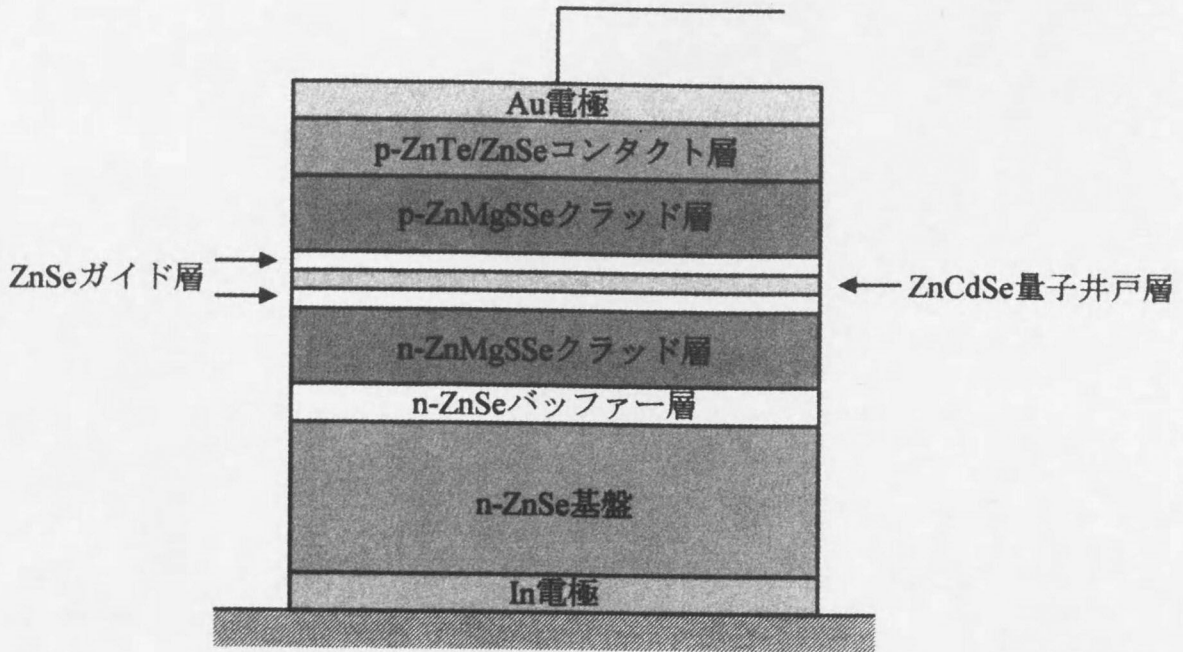 Au電極
p-ZnTe/ZnSeコンタクト層
p-ZnMgSSeクラッド層
ZnSeガイド層
ZnCdSe量子井戸層
n-ZnMgSSeクラッド層
n-ZnSeバッファー層
n-ZnSe基盤
In電極